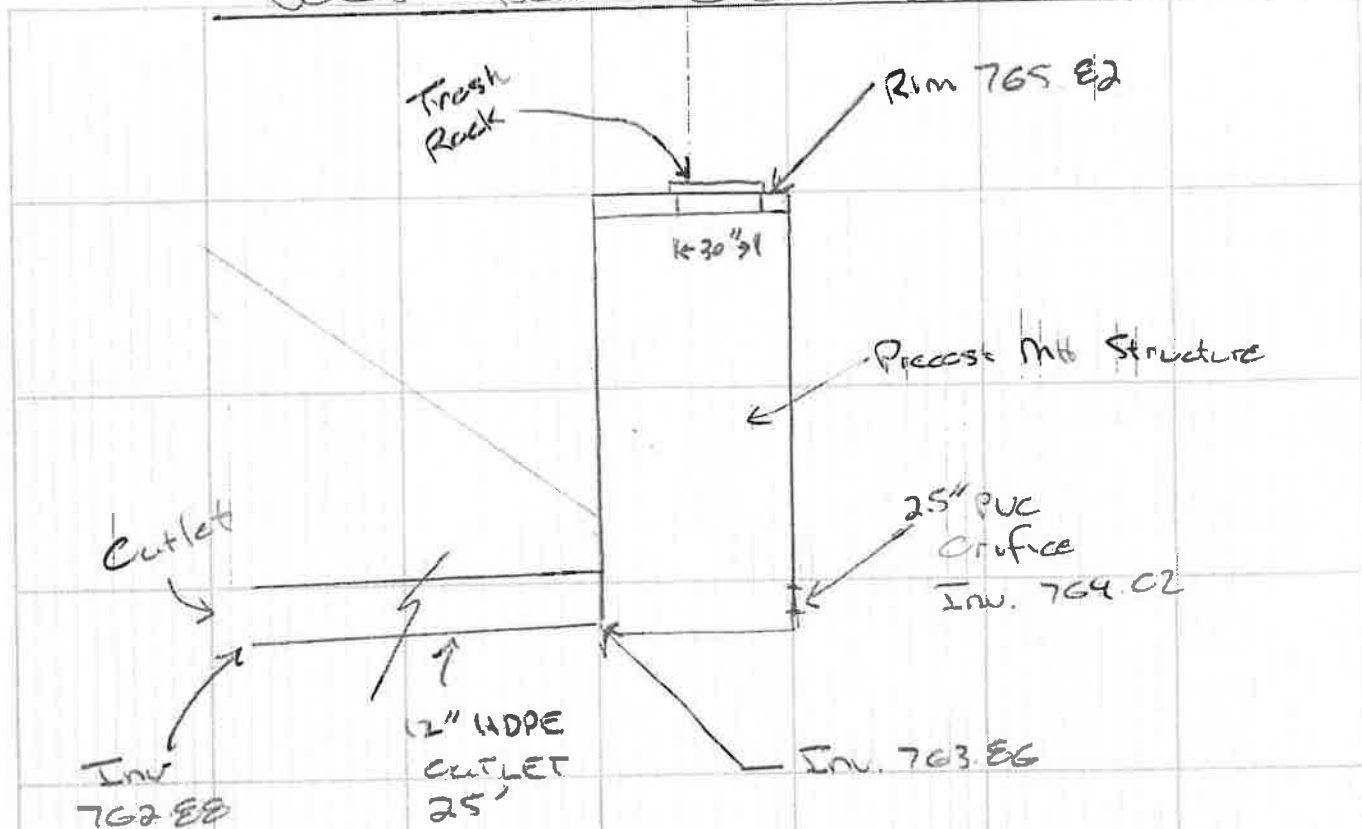 Trash
Rack
Rim 765.82
30"
Precast MH Structure
2.5" PVC
Orifice
Inv. 764.02
Outlet
12" HDPE
OUTLET
25'
Inv
762.88
Inv. 763.86